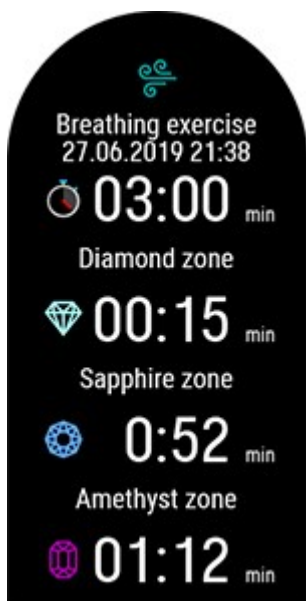 Breathing exercise
27.06.2019 21:38
03:00 min
Diamond zone
00:15 min
Sapphire zone
0:52 min
Amethyst zone
01:12 min